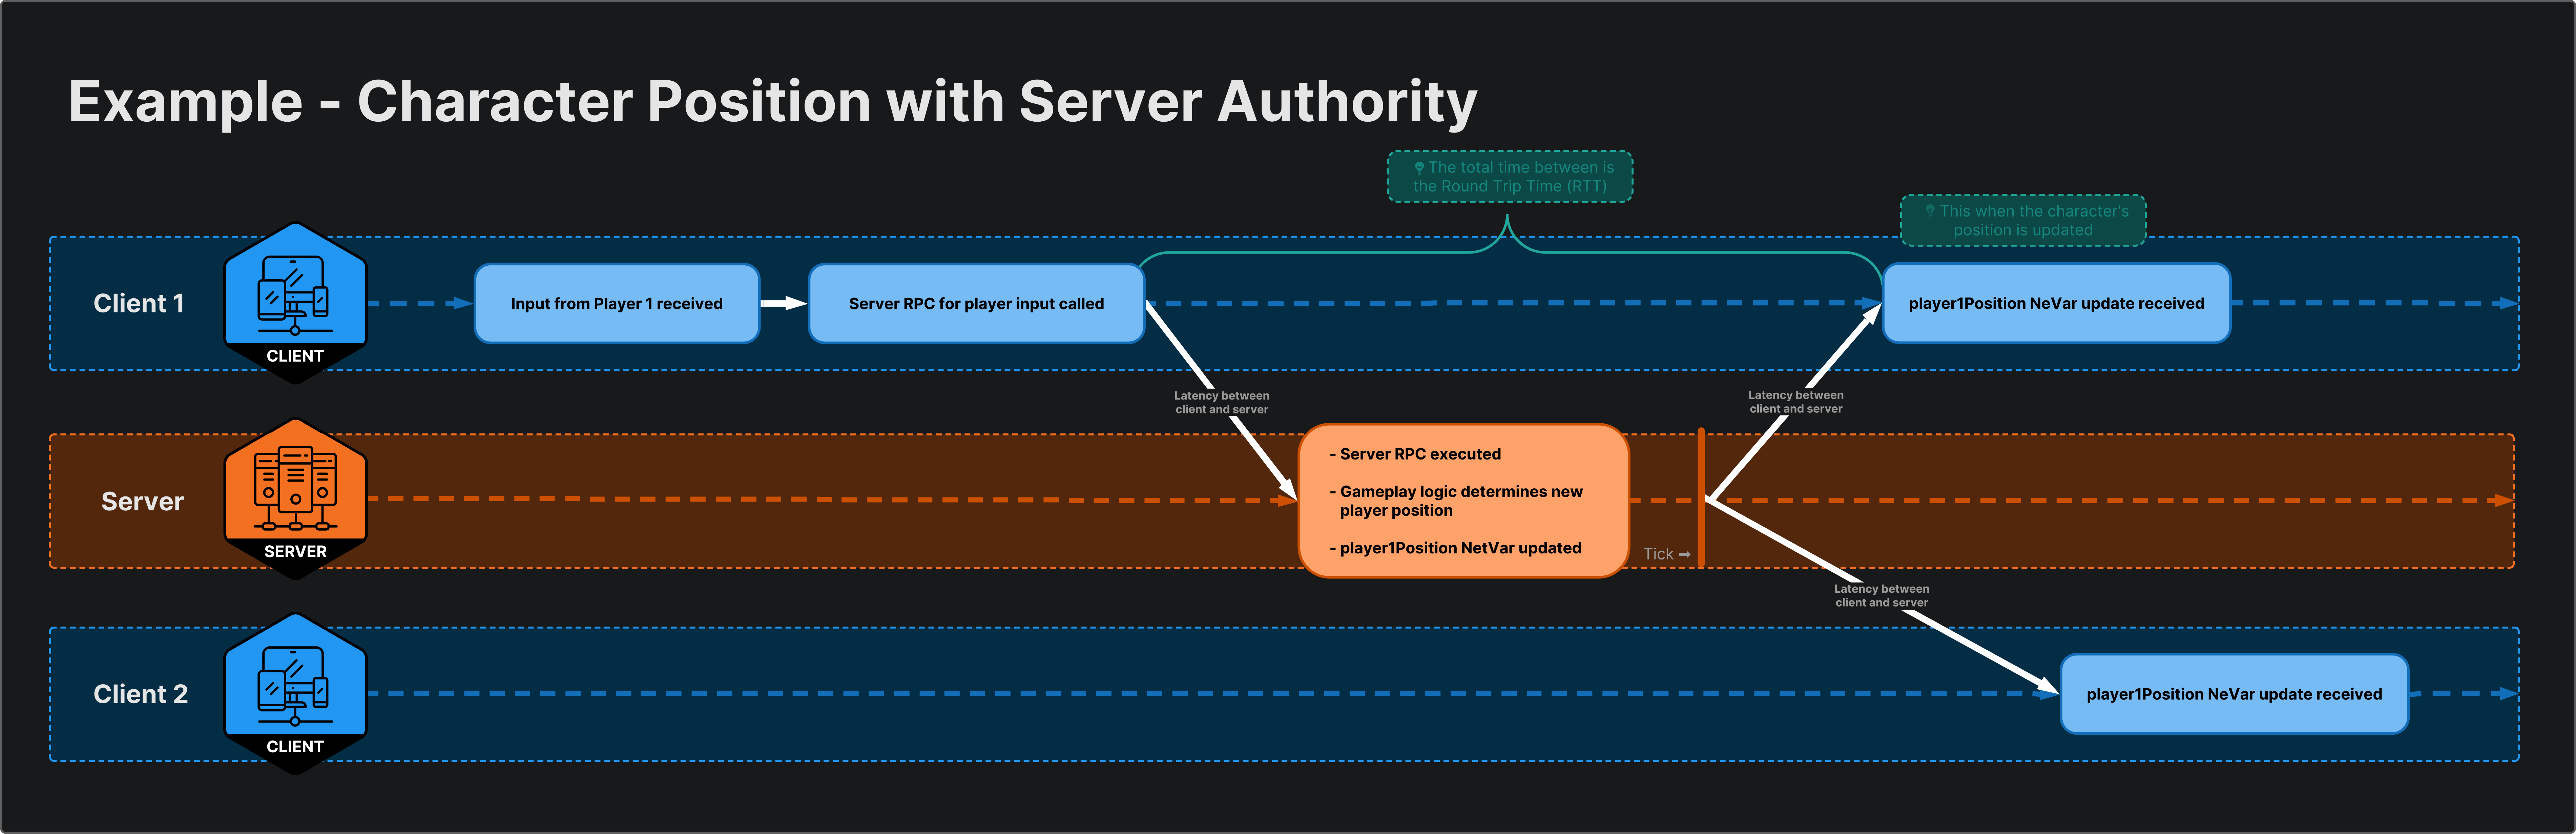 Example - Character Position with Server Authority
The total time between is
the Round Trip Time (RTT)
This when the character's
position is updated
Client 1
CLIENT
Input from Player 1 received
Server RPC for player input called
player1Position NeVar update received
Latency between
client and server
Latency between
client and server
Server
SERVER
- Server RPC executed
- Gameplay logic determines new
player position
- player1Position NetVar updated
Tick ➡
Latency between
client and server
Client 2
CLIENT
player1Position NeVar update received